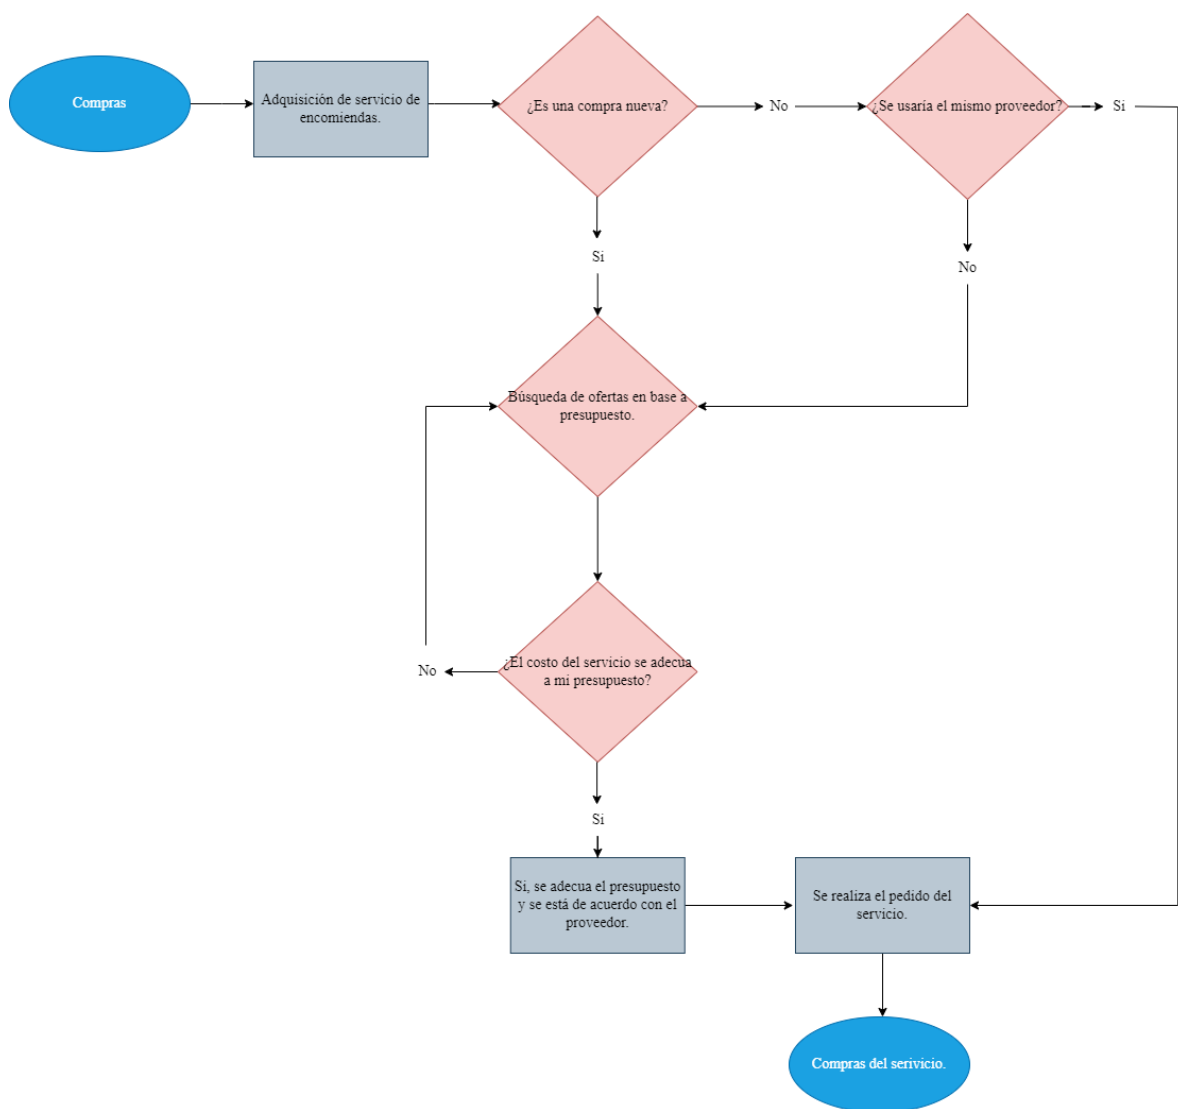 Compras
Adquisición de servicio de
encomiendas.
¿Es una compra nueva?
No
¿Se usaría el mismo proveedor?
Si
Si
No
Búsqueda de ofertas en base a
presupuesto.
¿El costo del servicio se adecua
a mi presupuesto?
No
Si
Si, se adecua el presupuesto
y se está de acuerdo con el
proveedor.
Se realiza el pedido del
servicio.
Compras del serivicio.